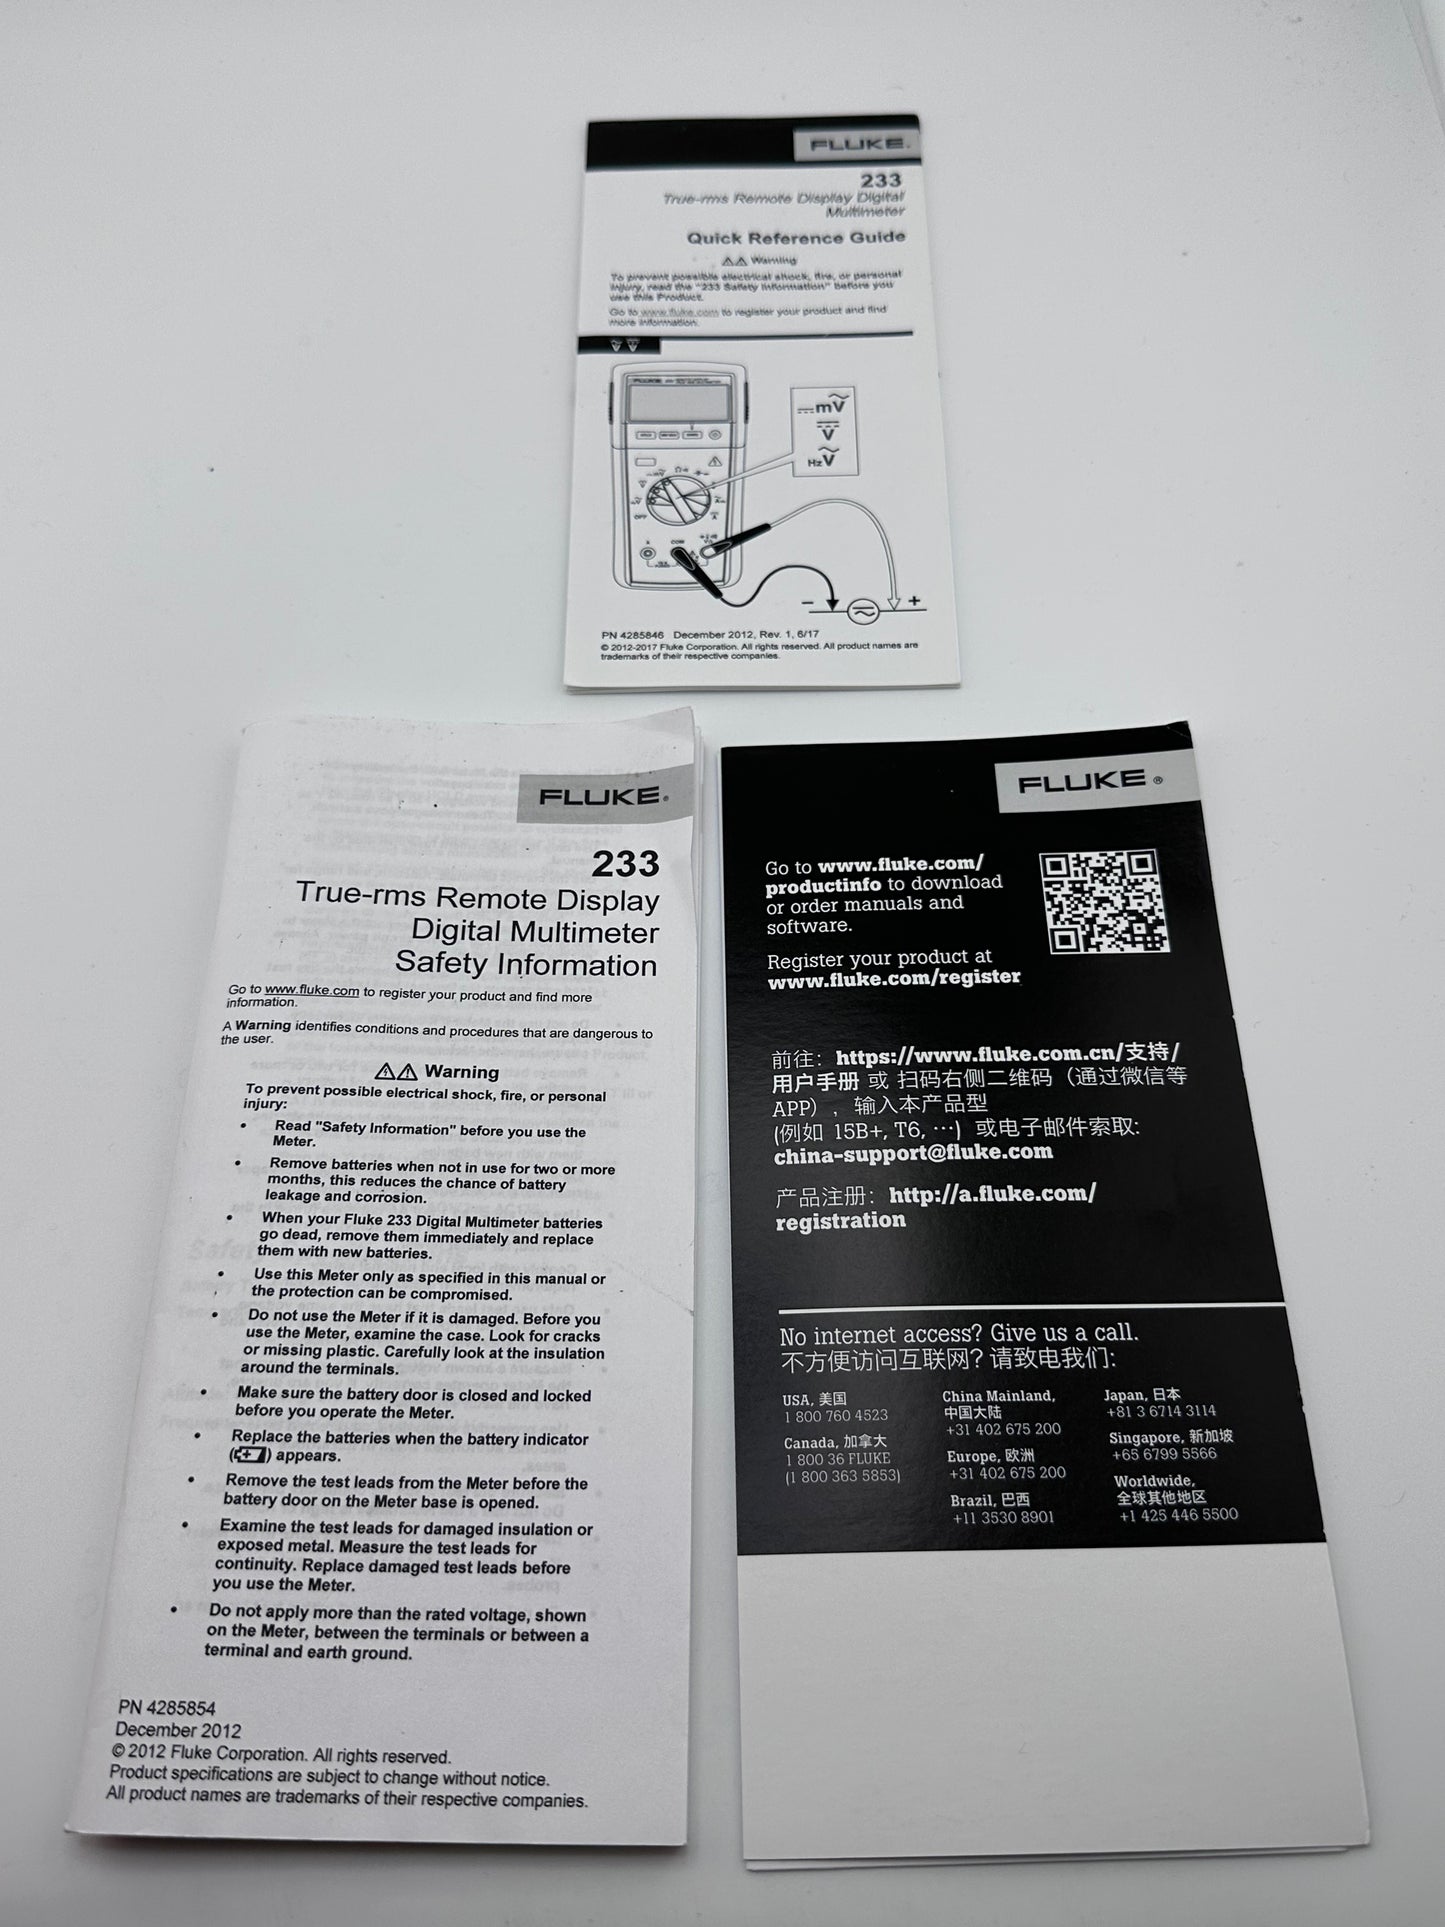 FLUKE.
233
True-rms Remote Display Digital
Multimeter
Quick Reference Guide
Warning
To prevent possible electrical shock, fire, or personal
injury, read the "233 Safety Information" before you
use this Product.
Go to www.fluke.com to register your product and find
more information.
FLUKE
mV
V
Hz V
OFF
COM
− +
PN 4285846 December 2012, Rev. 1, 6/17
© 2012-2017 Fluke Corporation. All rights reserved. All product names are
trademarks of their respective companies.
FLUKE®
233
True-rms Remote Display
Digital Multimeter
Safety Information
Go to www.fluke.com to register your product and find more
information.
A Warning identifies conditions and procedures that are dangerous to
the user.
Warning
To prevent possible electrical shock, fire, or personal
injury:
• Read "Safety Information" before you use the
Meter.
• Remove batteries when not in use for two or more
months, this reduces the chance of battery
leakage and corrosion.
• When your Fluke 233 Digital Multimeter batteries
go dead, remove them immediately and replace
them with new batteries.
• Use this Meter only as specified in this manual or
the protection can be compromised.
• Do not use the Meter if it is damaged. Before you
use the Meter, examine the case. Look for cracks
or missing plastic. Carefully look at the insulation
around the terminals.
• Make sure the battery door is closed and locked
before you operate the Meter.
• Replace the batteries when the battery indicator
() appears.
• Remove the test leads from the Meter before the
battery door on the Meter base is opened.
• Examine the test leads for damaged insulation or
exposed metal. Measure the test leads for
continuity. Replace damaged test leads before
you use the Meter.
• Do not apply more than the rated voltage, shown
on the Meter, between the terminals or between a
terminal and earth ground.
PN 4285854
December 2012
© 2012 Fluke Corporation. All rights reserved.
Product specifications are subject to change without notice.
All product names are trademarks of their respective companies.
FLUKE®
Go to www.fluke.com/
productinfo to download
or order manuals and
software.
Register your product at
www.fluke.com/register
前往：https://www.fluke.com.cn/支持/
用户手册 或 扫码右侧二维码（通过微信等
APP），输入本产品型
(例如 15B+, T6, …) 或电子邮件索取:
china-support@fluke.com
产品注册：http://a.fluke.com/
registration
No internet access? Give us a call.
不方便访问互联网? 请致电我们:
USA, 美国
1 800 760 4523
Canada, 加拿大
1 800 36 FLUKE
(1 800 363 5853)
China Mainland,
中国大陆
+31 402 675 200
Europe, 欧洲
+31 402 675 200
Brazil, 巴西
+11 3530 8901
Japan, 日本
+81 3 6714 3114
Singapore, 新加坡
+65 6799 5566
Worldwide,
全球其他地区
+1 425 446 5500